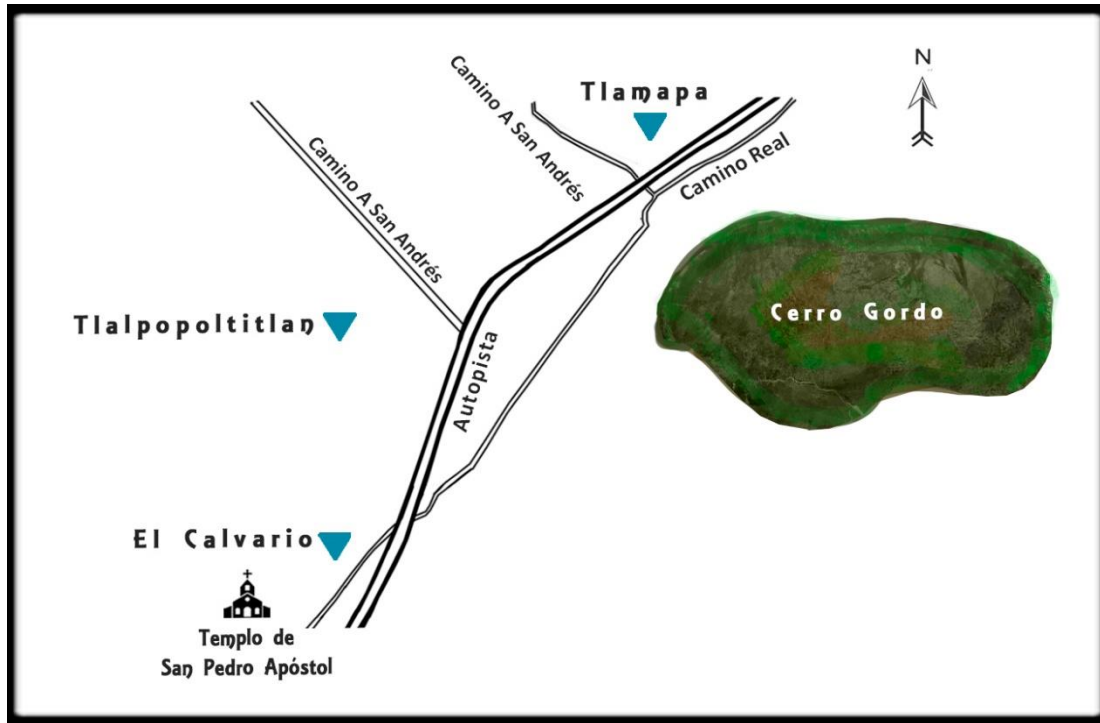 N
Tlamapa
Camino A San Andrés
Camino Real
Camino A San Andrés
Cerro Gordo
Tlalpopoltitlan
Autopista
El Calvario
Templo de
San Pedro Apóstol